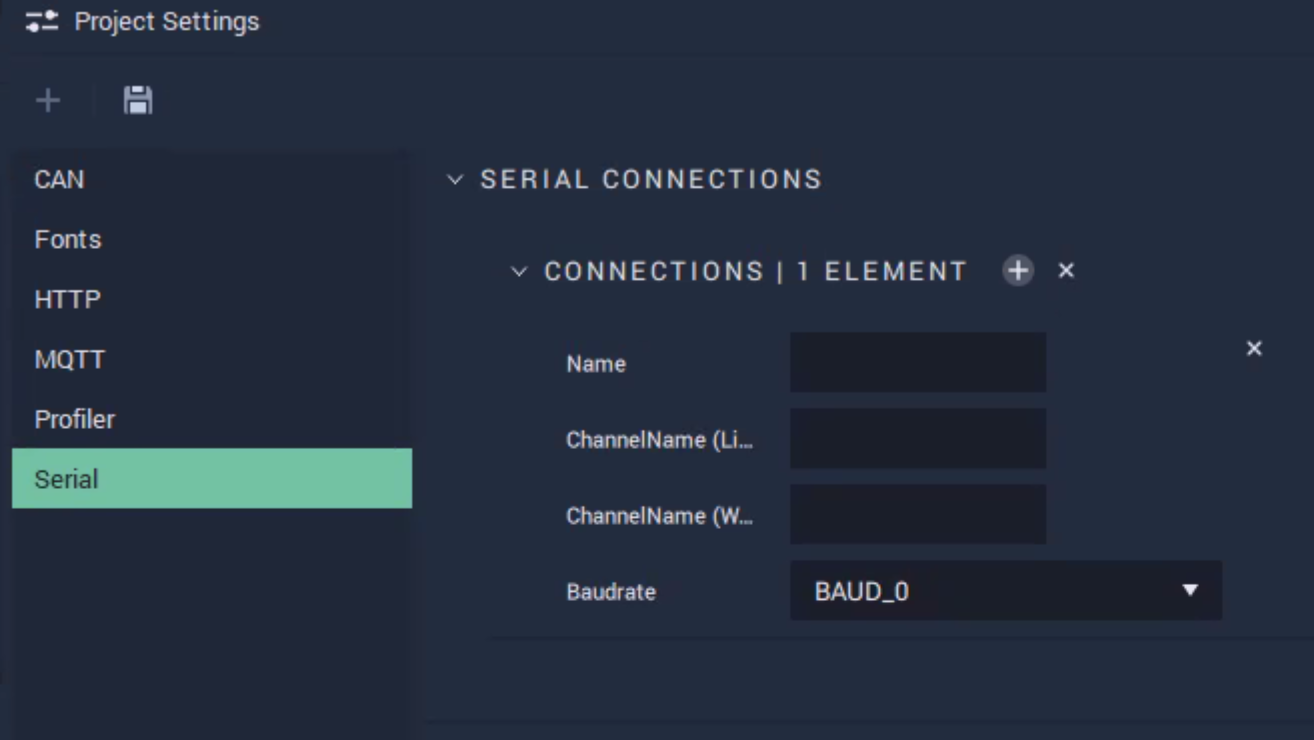 Project Settings
CAN
Fonts
HTTP
MQTT
Profiler
Serial
SERIAL CONNECTIONS
CONNECTIONS | 1 ELEMENT
Name
ChannelName (Li...
ChannelName (W...
Baudrate
BAUD_0